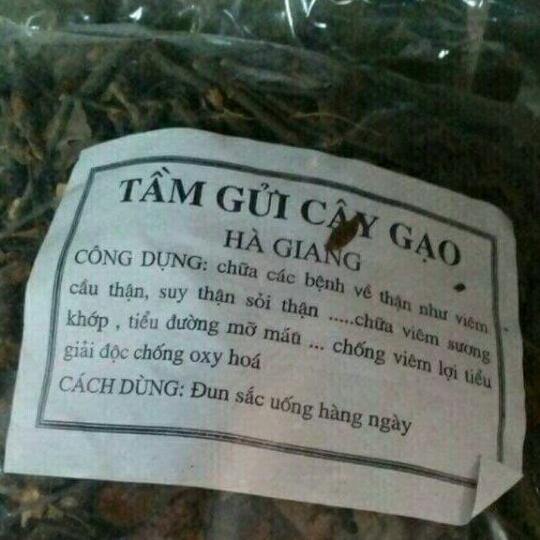 TẦM GỬI CÂY GẠO
HÀ GIANG
CÔNG DỤNG: chữa các bệnh về thận như viêm
cầu thận, suy thận sỏi thận .....chữa viêm sương
khớp , tiểu đường mỡ máu ... chống viêm lợi tiểu
giải độc chống oxy hoá
CÁCH DÙNG: Đun sắc uống hàng ngày